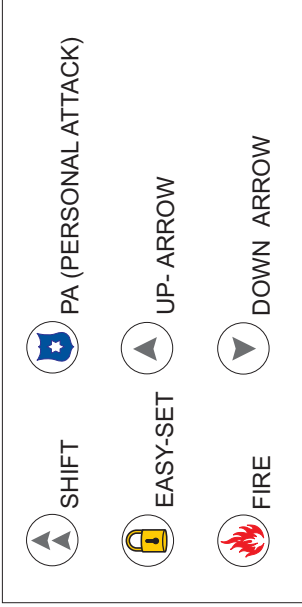 SHIFT
PA (PERSONAL ATTACK)
EASY-SET
UP- ARROW
FIRE
DOWN ARROW